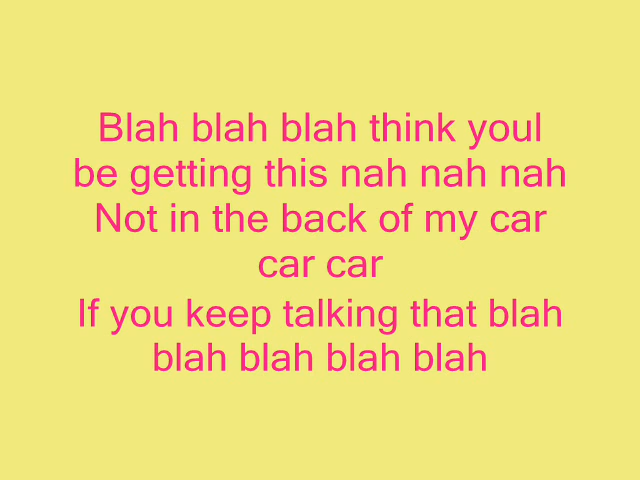 Blah blah blah think youl
be getting this nah nah nah
Not in the back of my car
car car
If you keep talking that blah
blah blah blah blah